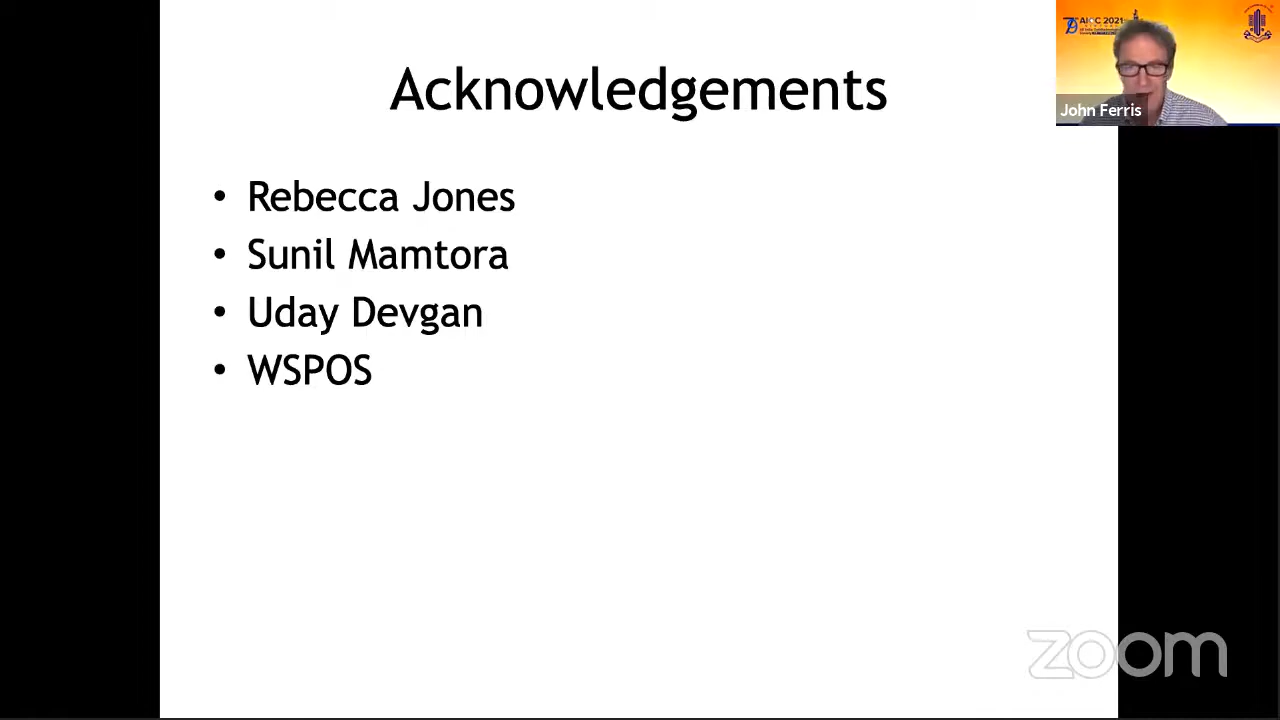 Acknowledgements
• Rebecca Jones
• Sunil Mamtora
• Uday Devgan
• WSPOS
AIOC 2021
John Ferris
zoom